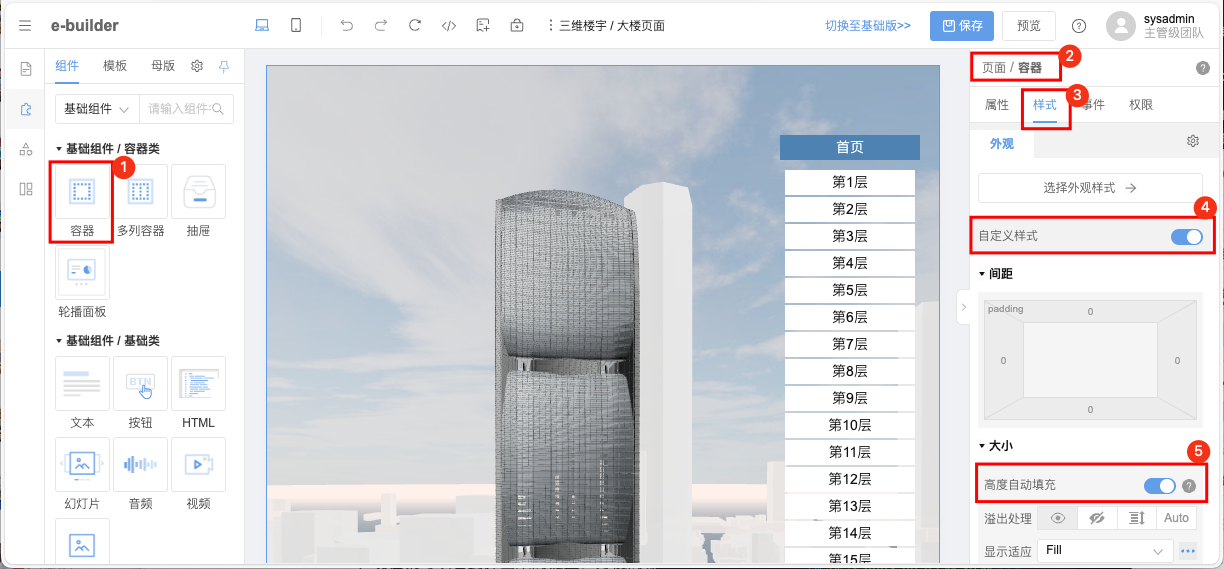 e-builder
三维楼宇 / 大楼页面
切换至基础版>>
保存
预览
sysadmin
主管级团队
组件
模板
母版
基础组件
请输入组件
基础组件 / 容器类
1
容器
多列容器
抽屉
轮播面板
基础组件 / 基础类
BTN
文本
按钮
HTML
幻灯片
音频
视频
首页
第1层
第2层
第3层
第4层
第5层
第6层
第7层
第8层
第9层
第10层
第11层
第12层
第13层
第14层
第15层
页面 / 容器
2
属性
样式
3
事件
权限
外观
选择外观样式
4
自定义样式
间距
padding
0
0
0
0
大小
5
高度自动填充
溢出处理
Auto
显示适应
Fill